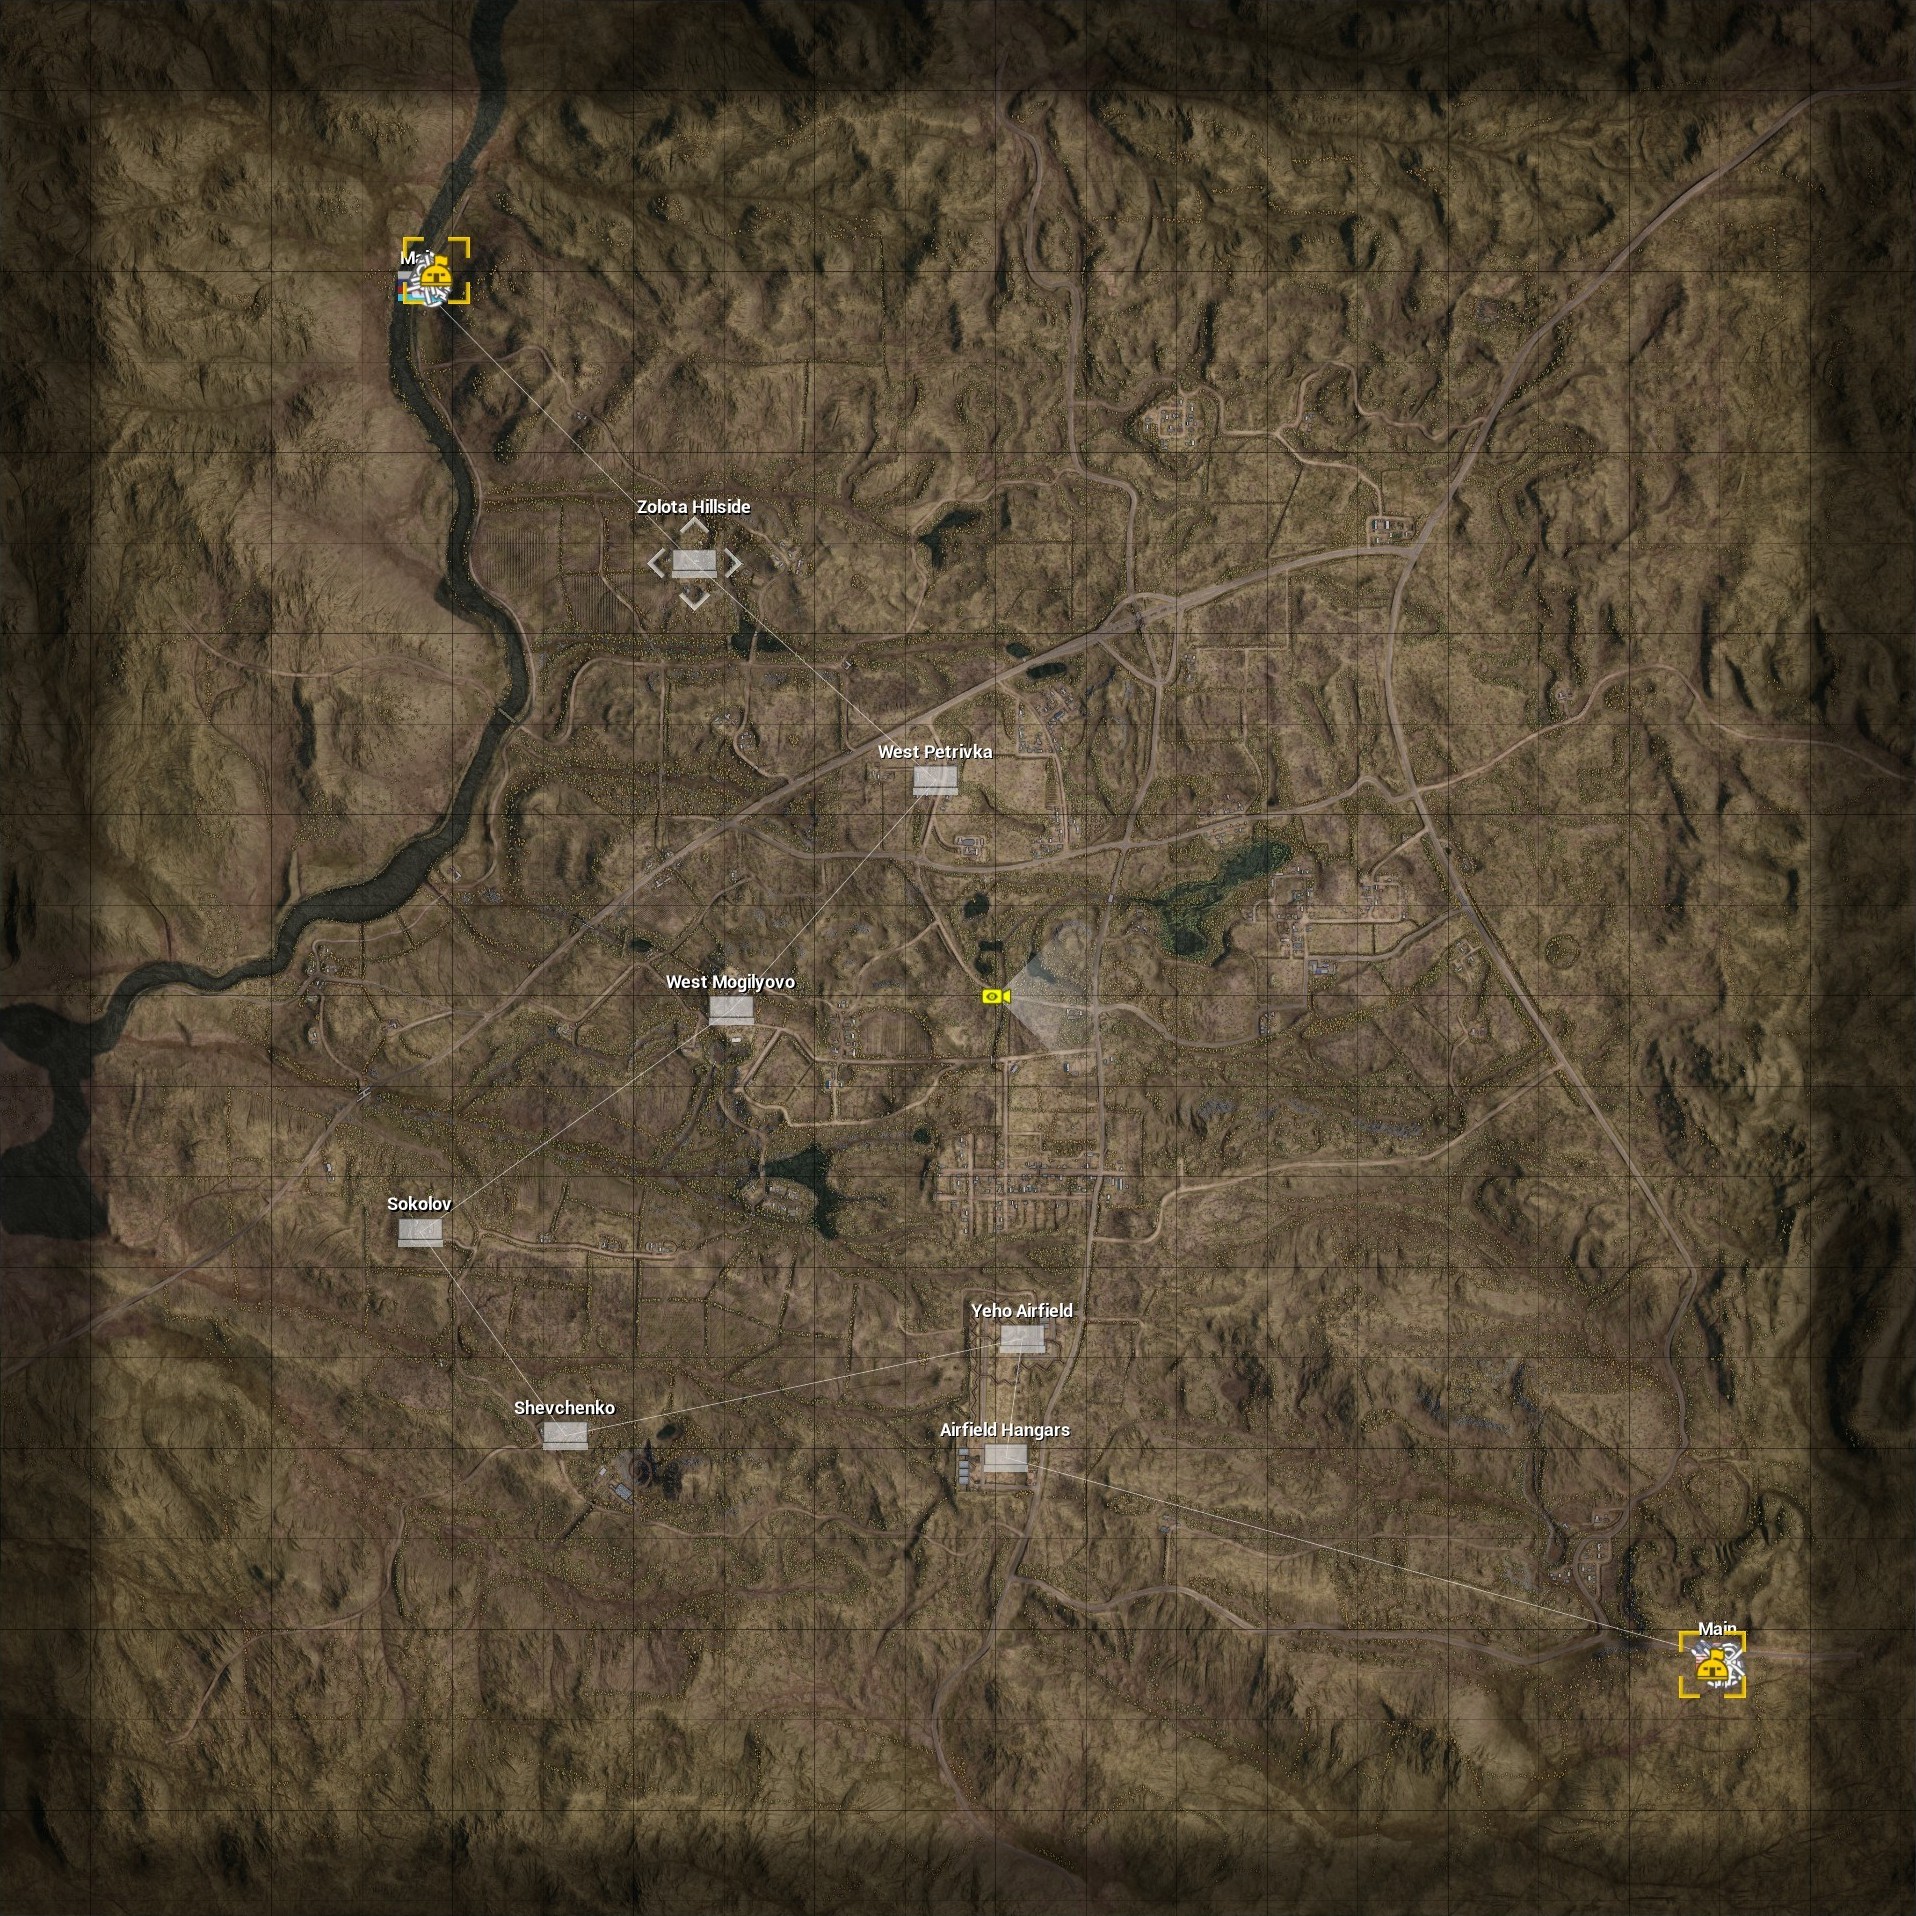 Zolota Hillside
West Petrivka
West Mogilyovo
Sokolov
Yeho Airfield
Shevchenko
Airfield Hangars
Main